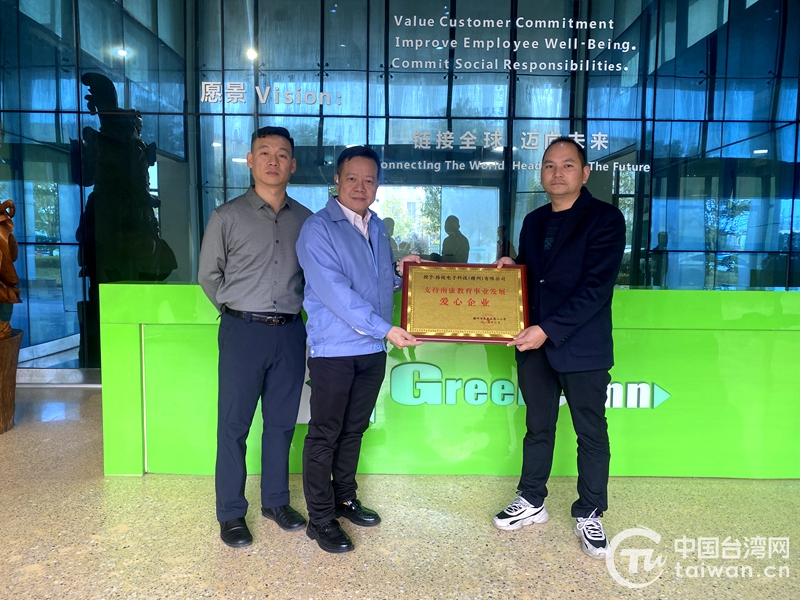 Value Customer Commitment
Improve Employee Well-Being.
Commit Social Responsibilities.
愿景 Vision:
链接全球 迈向未来
Connecting The World Head The Future
支持南康教育事业发展
爱心企业
Green nn
中国台湾网
taiwan.cn